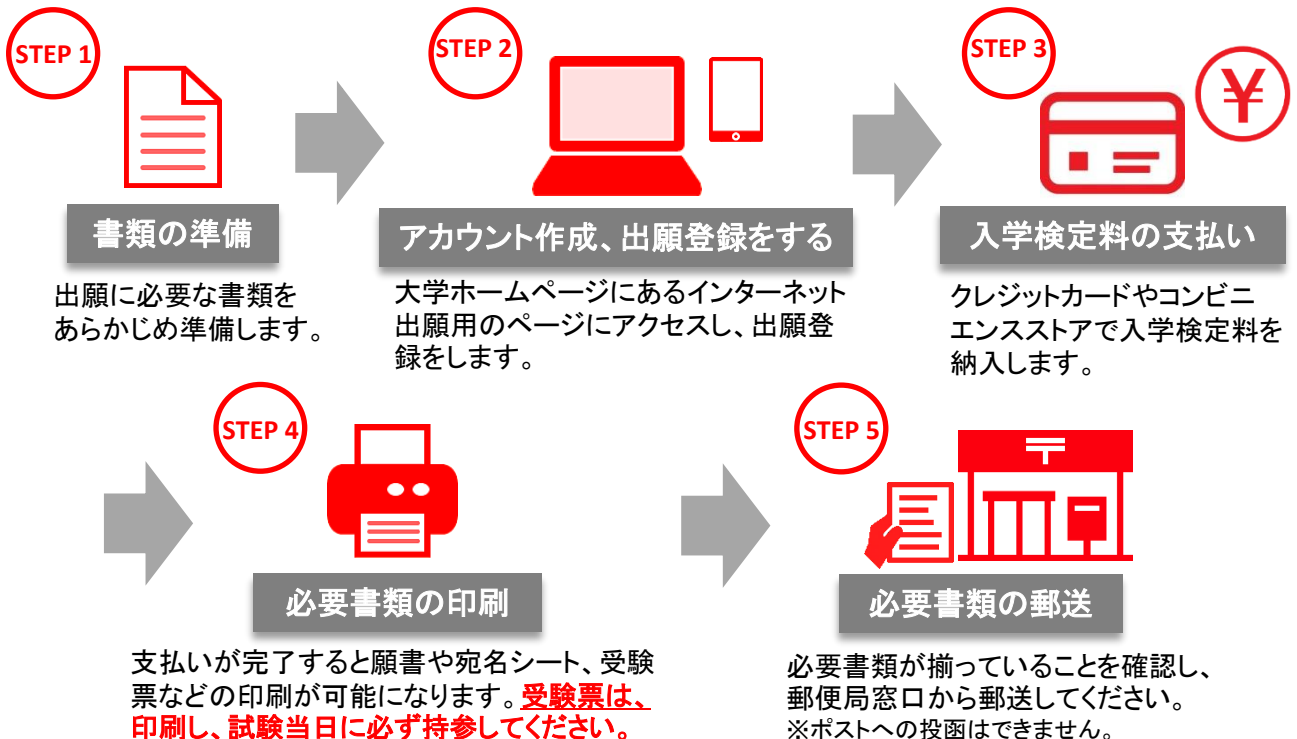 STEP 1
書類の準備
出願に必要な書類を
あらかじめ準備します。
STEP 2
アカウント作成、出願登録をする
大学ホームページにあるインターネット
出願用のページにアクセスし、出願登
録をします。
STEP 3
¥
入学検定料の支払い
クレジットカードやコンビニ
エンスストアで入学検定料を
納入します。
STEP 4
必要書類の印刷
支払いが完了すると願書や宛名シート、受験
票などの印刷が可能になります。受験票は、
印刷し、試験当日に必ず持参してください。
STEP 5
〒
必要書類の郵送
必要書類が揃っていることを確認し、
郵便局窓口から郵送してください。
※ポストへの投函はできません。